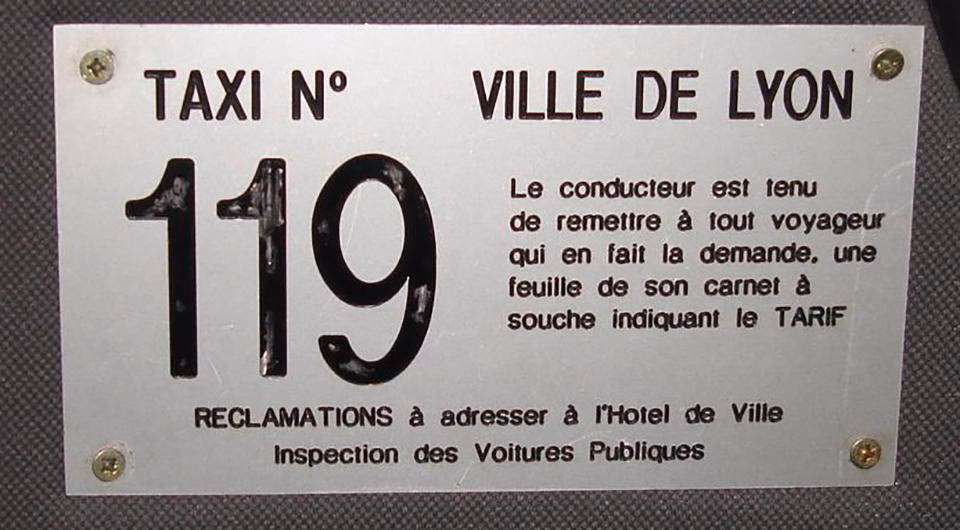 TAXI Nº VILLE DE LYON
119
Le conducteur est tenu
de remettre à tout voyageur
qui en fait la demande, une
feuille de son carnet à
souche indiquant le TARIF
RECLAMATIONS à adresser à l'Hotel de Ville
Inspection des Voitures Publiques